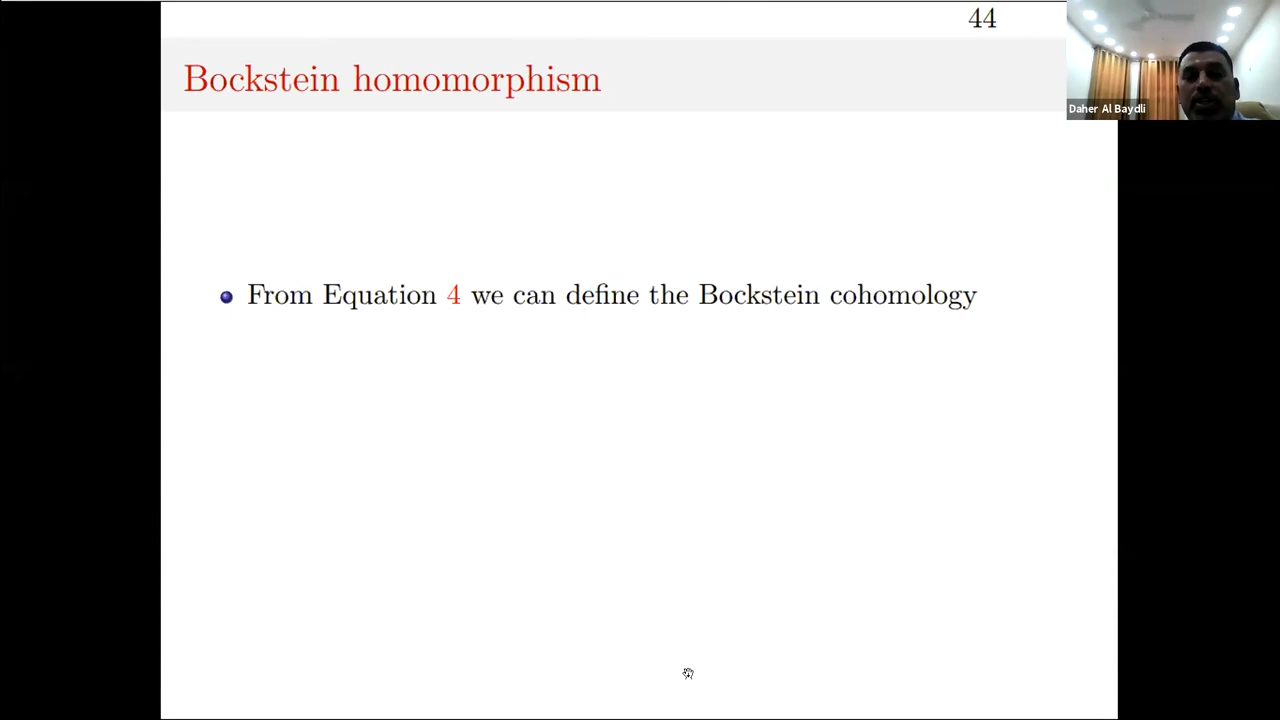 44
Bockstein homomorphism
Daher Al Baydli
From Equation 4 we can define the Bockstein cohomology